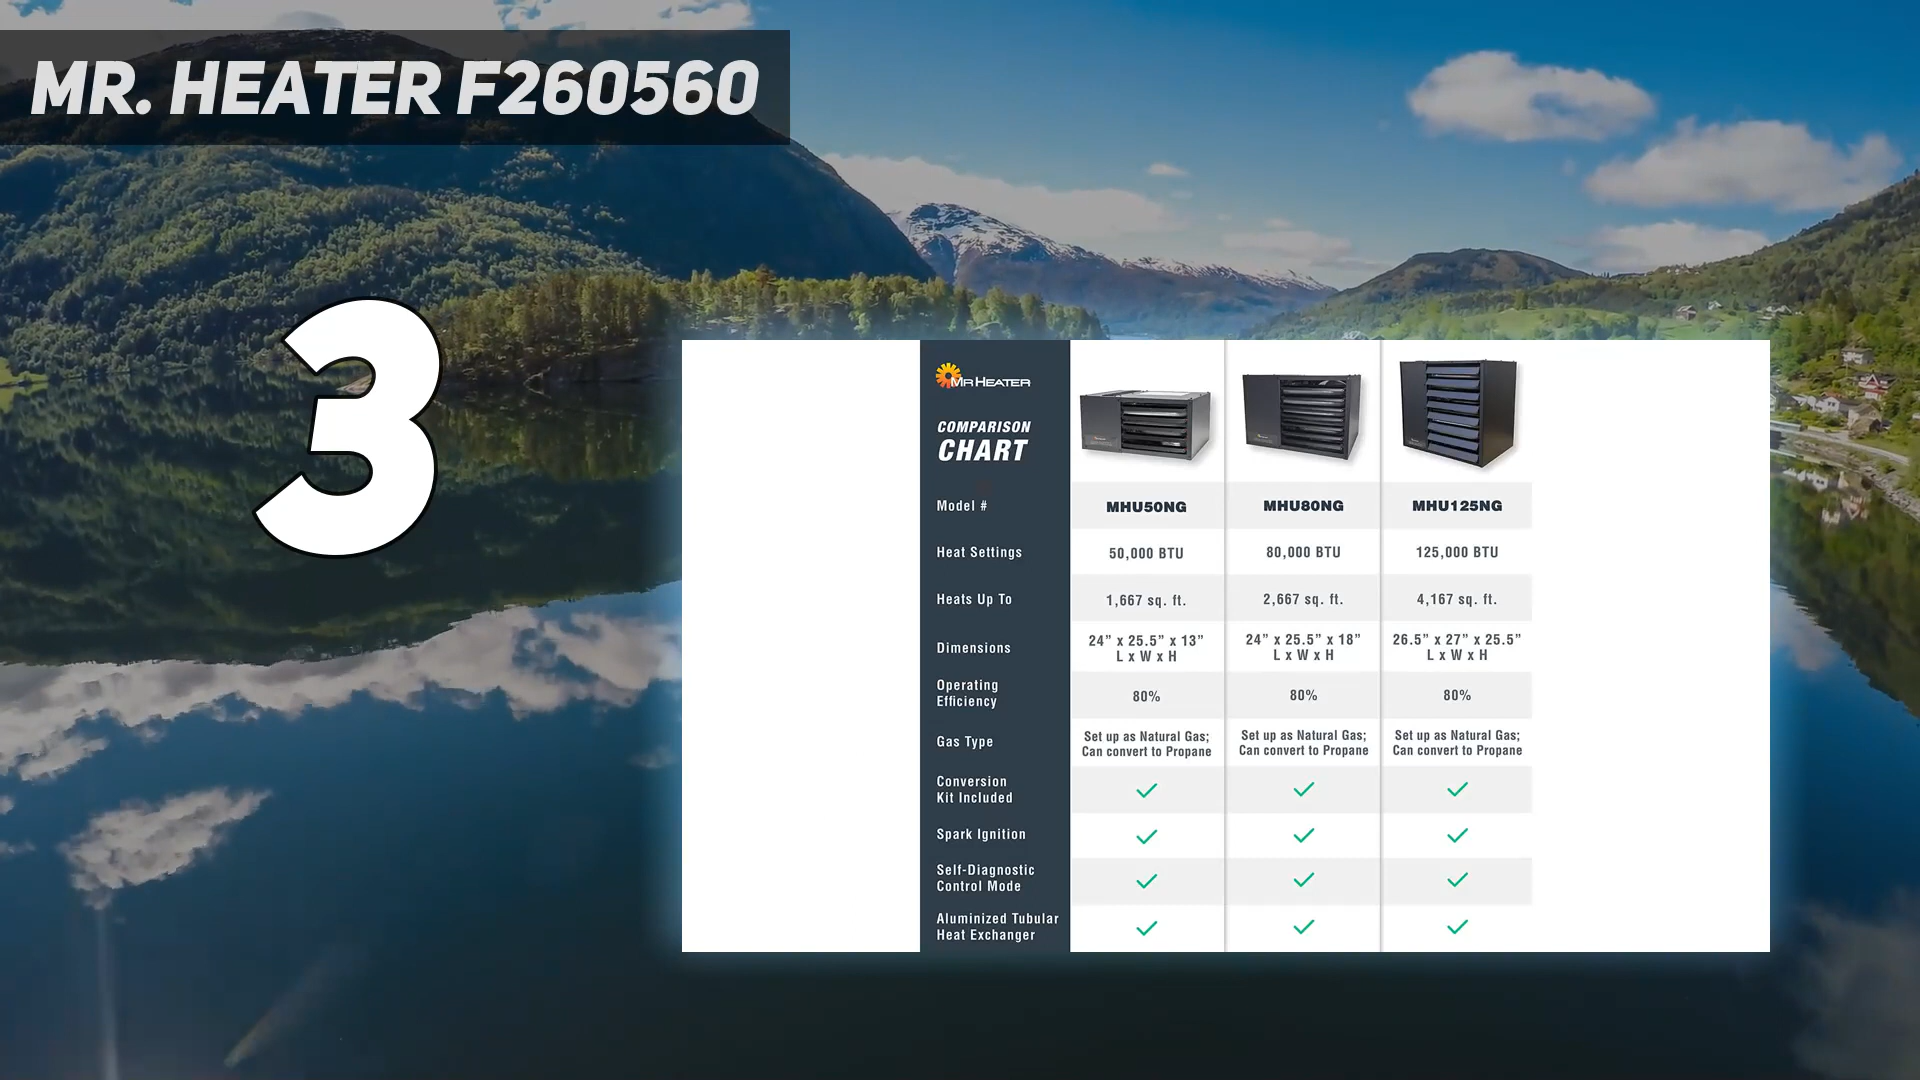 MR. HEATER F260560
3
MR HEATER
COMPARISON
CHART
Model # MHU50NG MHU80NG MHU125NG
Heat Settings 50,000 BTU 80,000 BTU 125,000 BTU
Heats Up To 1,667 sq. ft. 2,667 sq. ft. 4,167 sq. ft.
Dimensions 24” x 25.5” x 13” 24” x 25.5” x 18” 26.5” x 27” x 25.5”
L x W x H L x W x H L x W x H
Operating
Efficiency 80% 80% 80%
Gas Type Set up as Natural Gas; Set up as Natural Gas; Set up as Natural Gas;
Can convert to Propane Can convert to Propane Can convert to Propane
Conversion
Kit Included
Spark Ignition
Self-Diagnostic
Control Mode
Aluminized Tubular
Heat Exchanger